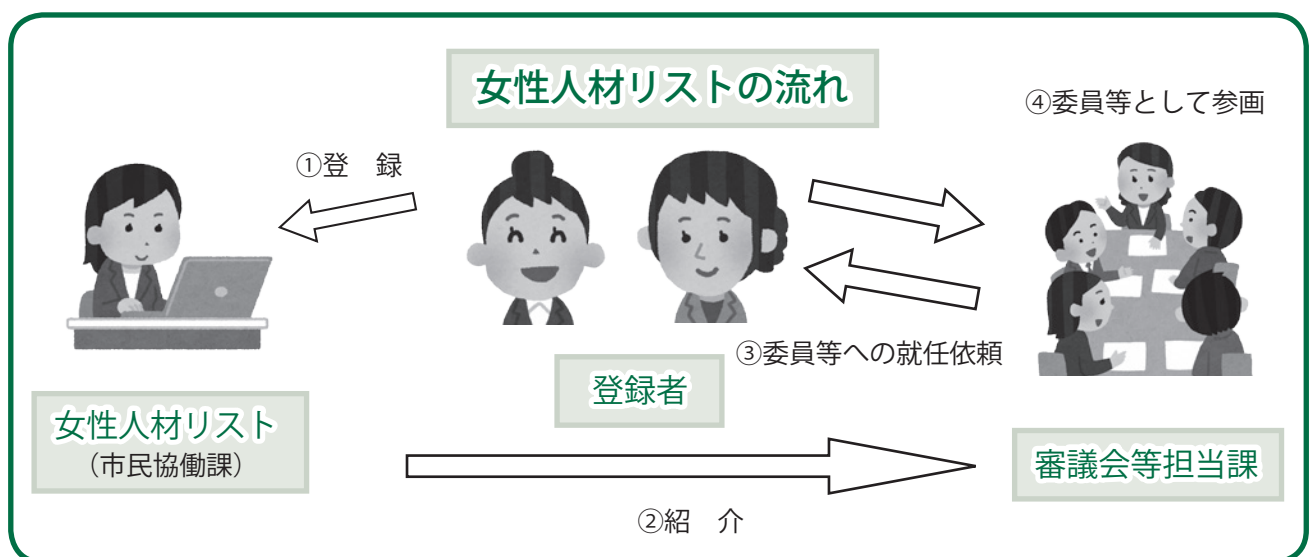 女性人材リストの流れ
④委員等として参画
①登　録
③委員等への就任依頼
登録者
女性人材リスト
（市民協働課）
審議会等担当課
②紹　介